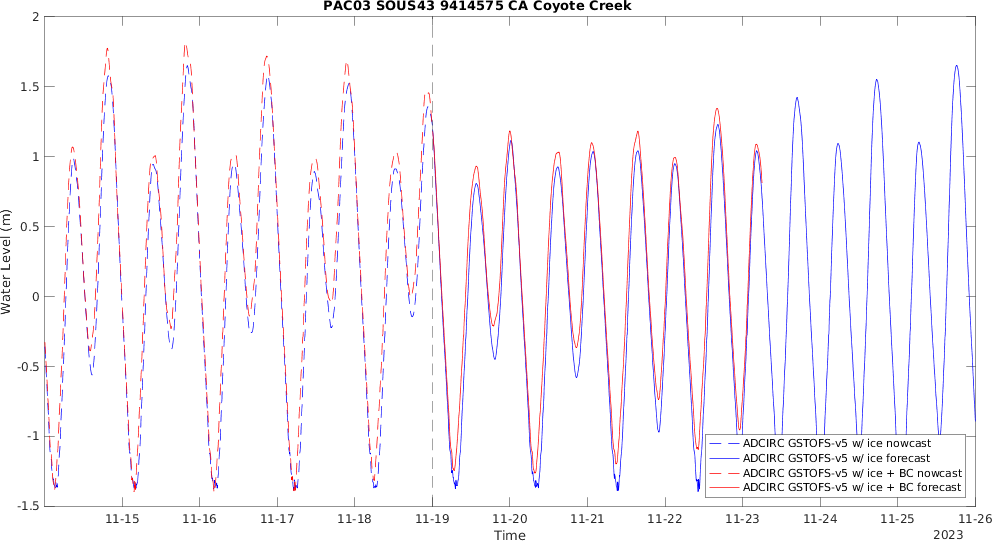 PAC03 SOUS43 9414575 CA Coyote Creek
2
1.5
1
0.5
0
-0.5
-1
-1.5
Water Level (m)
11-15 11-16 11-17 11-18 11-19 11-20 11-21 11-22 11-23 11-24 11-25 11-26
Time
2023
ADCIRC GSTOFS-v5 w/ ice nowcast
ADCIRC GSTOFS-v5 w/ ice forecast
ADCIRC GSTOFS-v5 w/ ice + BC nowcast
ADCIRC GSTOFS-v5 w/ ice + BC forecast